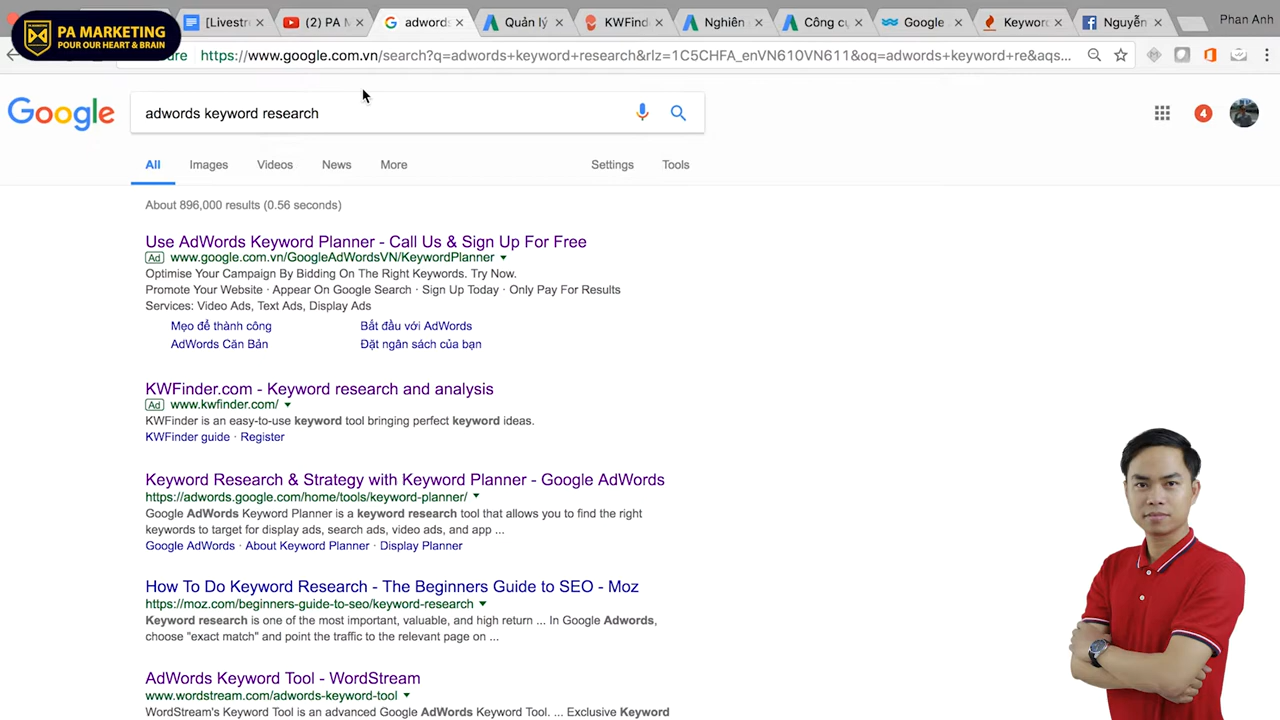 PA MARKETING
POUR OUR HEART & BRAIN
[Livestre
(2) PA M
adwords
Quản lý
KWFind
Nghiên
Công cụ
Google
Keyword
Nguyễn
Phan Anh
https://www.google.com.vn/search?q=adwords+keyword+research&rlz=1C5CHFA_enVN610VN611&oq=adwords+keyword+re&aqs...
Google
adwords keyword research
4
All
Images
Videos
News
More
Settings
Tools
About 896,000 results (0.56 seconds)
Use AdWords Keyword Planner - Call Us & Sign Up For Free
Ad www.google.com.vn/GoogleAdWordsVN/KeywordPlanner
Optimise Your Campaign By Bidding On The Right Keywords. Try Now.
Promote Your Website · Appear On Google Search · Sign Up Today · Only Pay For Results
Services: Video Ads, Text Ads, Display Ads
Mẹo để thành công
Bắt đầu với AdWords
AdWords Căn Bản
Đặt ngân sách của bạn
KWFinder.com - Keyword research and analysis
Ad www.kwfinder.com/
KWFinder is an easy-to-use keyword tool bringing perfect keyword ideas.
KWFinder guide · Register
Keyword Research & Strategy with Keyword Planner - Google AdWords
https://adwords.google.com/home/tools/keyword-planner/
Google AdWords Keyword Planner is a keyword research tool that allows you to find the right
keywords to target for display ads, search ads, video ads, and app ...
Google AdWords · About Keyword Planner · Display Planner
How To Do Keyword Research - The Beginners Guide to SEO - Moz
https://moz.com/beginners-guide-to-seo/keyword-research
Keyword research is one of the most important, valuable, and high return ... In Google Adwords,
choose "exact match" and point the traffic to the relevant page on ...
AdWords Keyword Tool - WordStream
www.wordstream.com/adwords-keyword-tool
WordStream's Keyword Tool is an advanced Google AdWords Keyword Tool. ... Exclusive Keyword